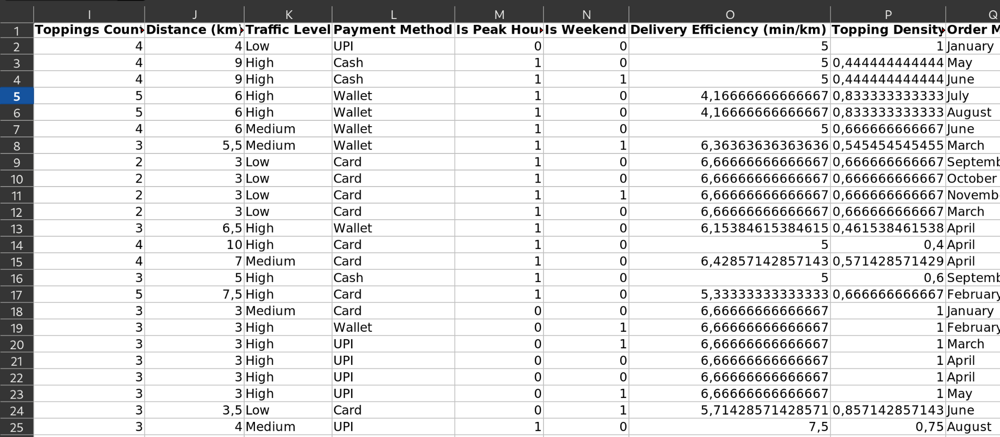 I J K L M N O P Q
1 Toppings Coun Distance (km) Traffic Level Payment Method Is Peak Hou Is Weekend Delivery Efficiency (min/km) Topping Density Order M
2 4 4 Low UPI 0 0 5 1 January
3 4 9 High Cash 1 0 5 0,444444444444 May
4 4 9 High Cash 1 1 5 0,444444444444 June
5 5 6 High Wallet 1 0 4,16666666666667 0,833333333333 July
6 5 6 High Wallet 1 0 4,16666666666667 0,833333333333 August
7 4 6 Medium Wallet 1 0 5 0,666666666667 June
8 3 5,5 Medium Wallet 1 1 6,36363636363636 0,545454545455 March
9 2 3 Low Card 1 0 6,66666666666667 0,666666666667 Septemb
10 2 3 Low Card 1 0 6,66666666666667 0,666666666667 October
11 2 3 Low Card 1 1 6,66666666666667 0,666666666667 Novemb
12 2 3 Low Card 1 0 6,66666666666667 0,666666666667 March
13 3 6,5 High Wallet 1 0 6,15384615384615 0,461538461538 April
14 4 10 High Card 1 0 5 0,4 April
15 4 7 Medium Card 1 0 6,42857142857143 0,571428571429 April
16 3 5 High Cash 1 0 5 0,6 Septemb
17 5 7,5 High Card 1 0 5,33333333333333 0,666666666667 February
18 3 3 Medium Card 0 0 6,66666666666667 1 January
19 3 3 High Wallet 0 1 6,66666666666667 1 February
20 3 3 High UPI 0 1 6,66666666666667 1 March
21 3 3 High UPI 0 0 6,66666666666667 1 April
22 3 3 High UPI 0 0 6,66666666666667 1 April
23 3 3 High UPI 0 1 6,66666666666667 1 May
24 3 3,5 Low Card 0 1 5,71428571428571 0,857142857143 June
25 3 4 Medium UPI 1 0 7,5 0,75 August